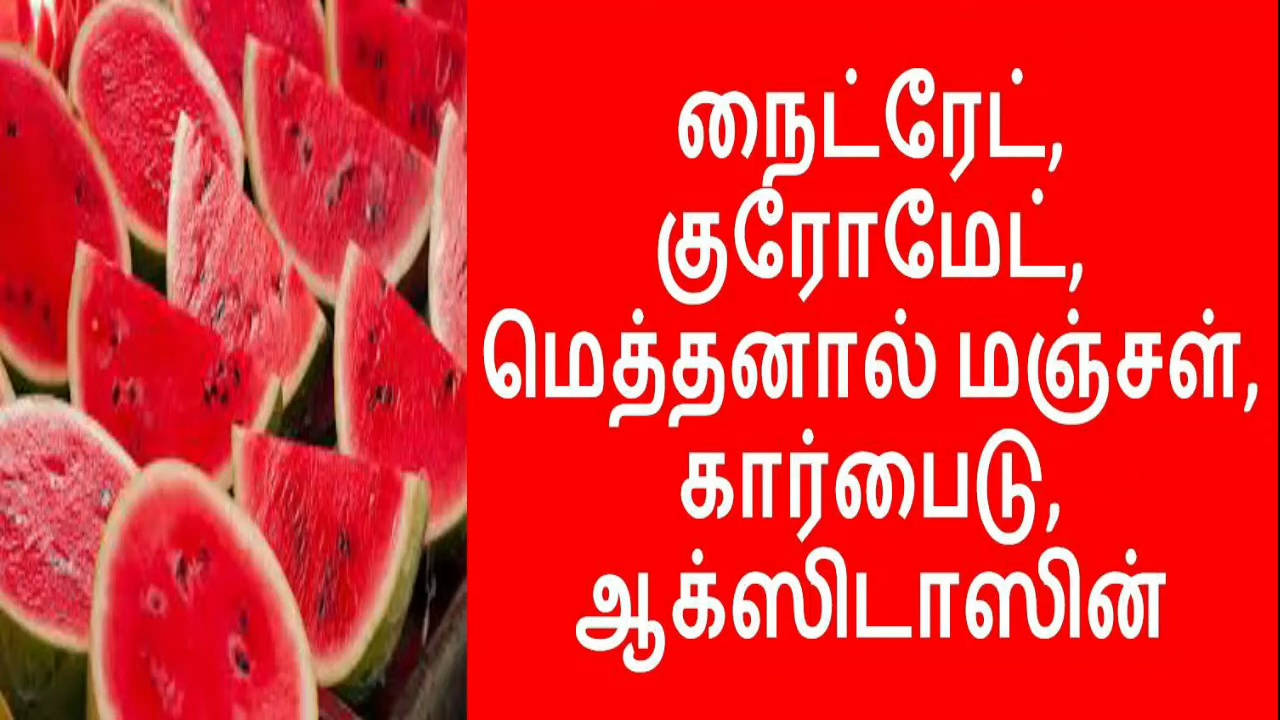 நைட்ரேட்,
குரோமேட்,
மெத்தனால் மஞ்சள்,
கார்பைடு,
ஆக்ஸிடாஸின்